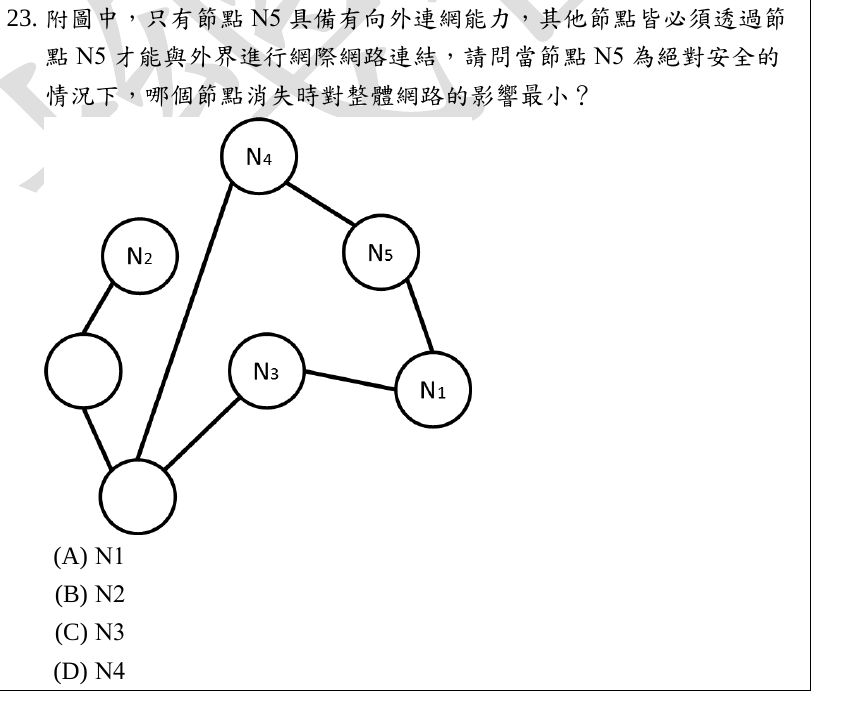 23. 附圖中，只有節點 N5 具備有向外連網能力，其他節點皆必須透過節
點 N5 才能與外界進行網際網路連結，請問當節點 N5 為絕對安全的
情況下，哪個節點消失時對整體網路的影響最小？
N4
N2
N5
N3
N1
(A) N1
(B) N2
(C) N3
(D) N4